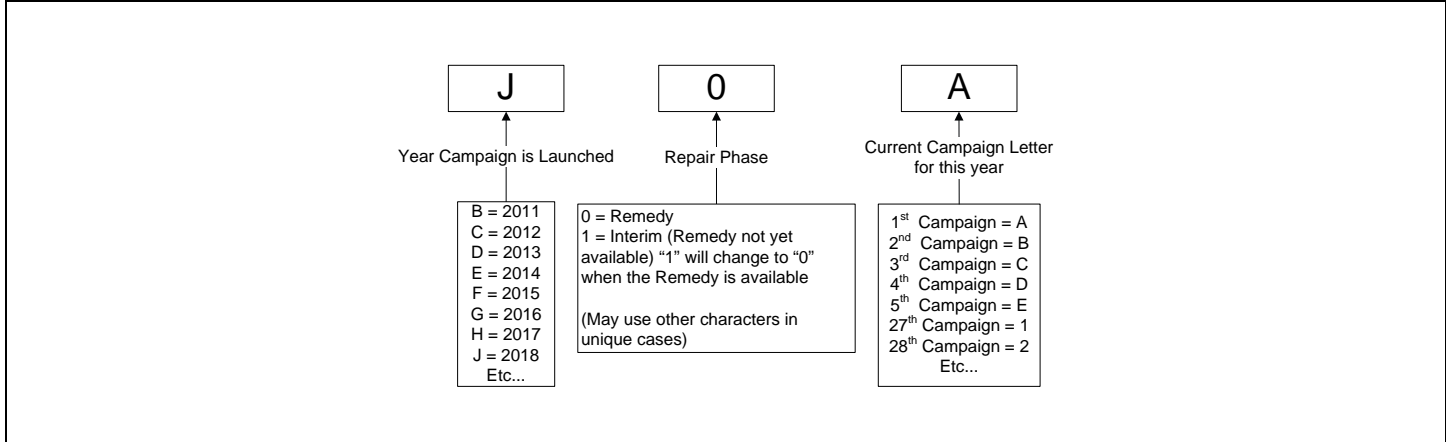 J
0
A
Year Campaign is Launched
Repair Phase
Current Campaign Letter
for this year
B = 2011
C = 2012
D = 2013
E = 2014
F = 2015
G = 2016
H = 2017
J = 2018
Etc...
0 = Remedy
1 = Interim (Remedy not yet
available) “1” will change to “0”
when the Remedy is available
(May use other characters in
unique cases)
1st Campaign = A
2nd Campaign = B
3rd Campaign = C
4th Campaign = D
5th Campaign = E
27th Campaign = 1
28th Campaign = 2
Etc...